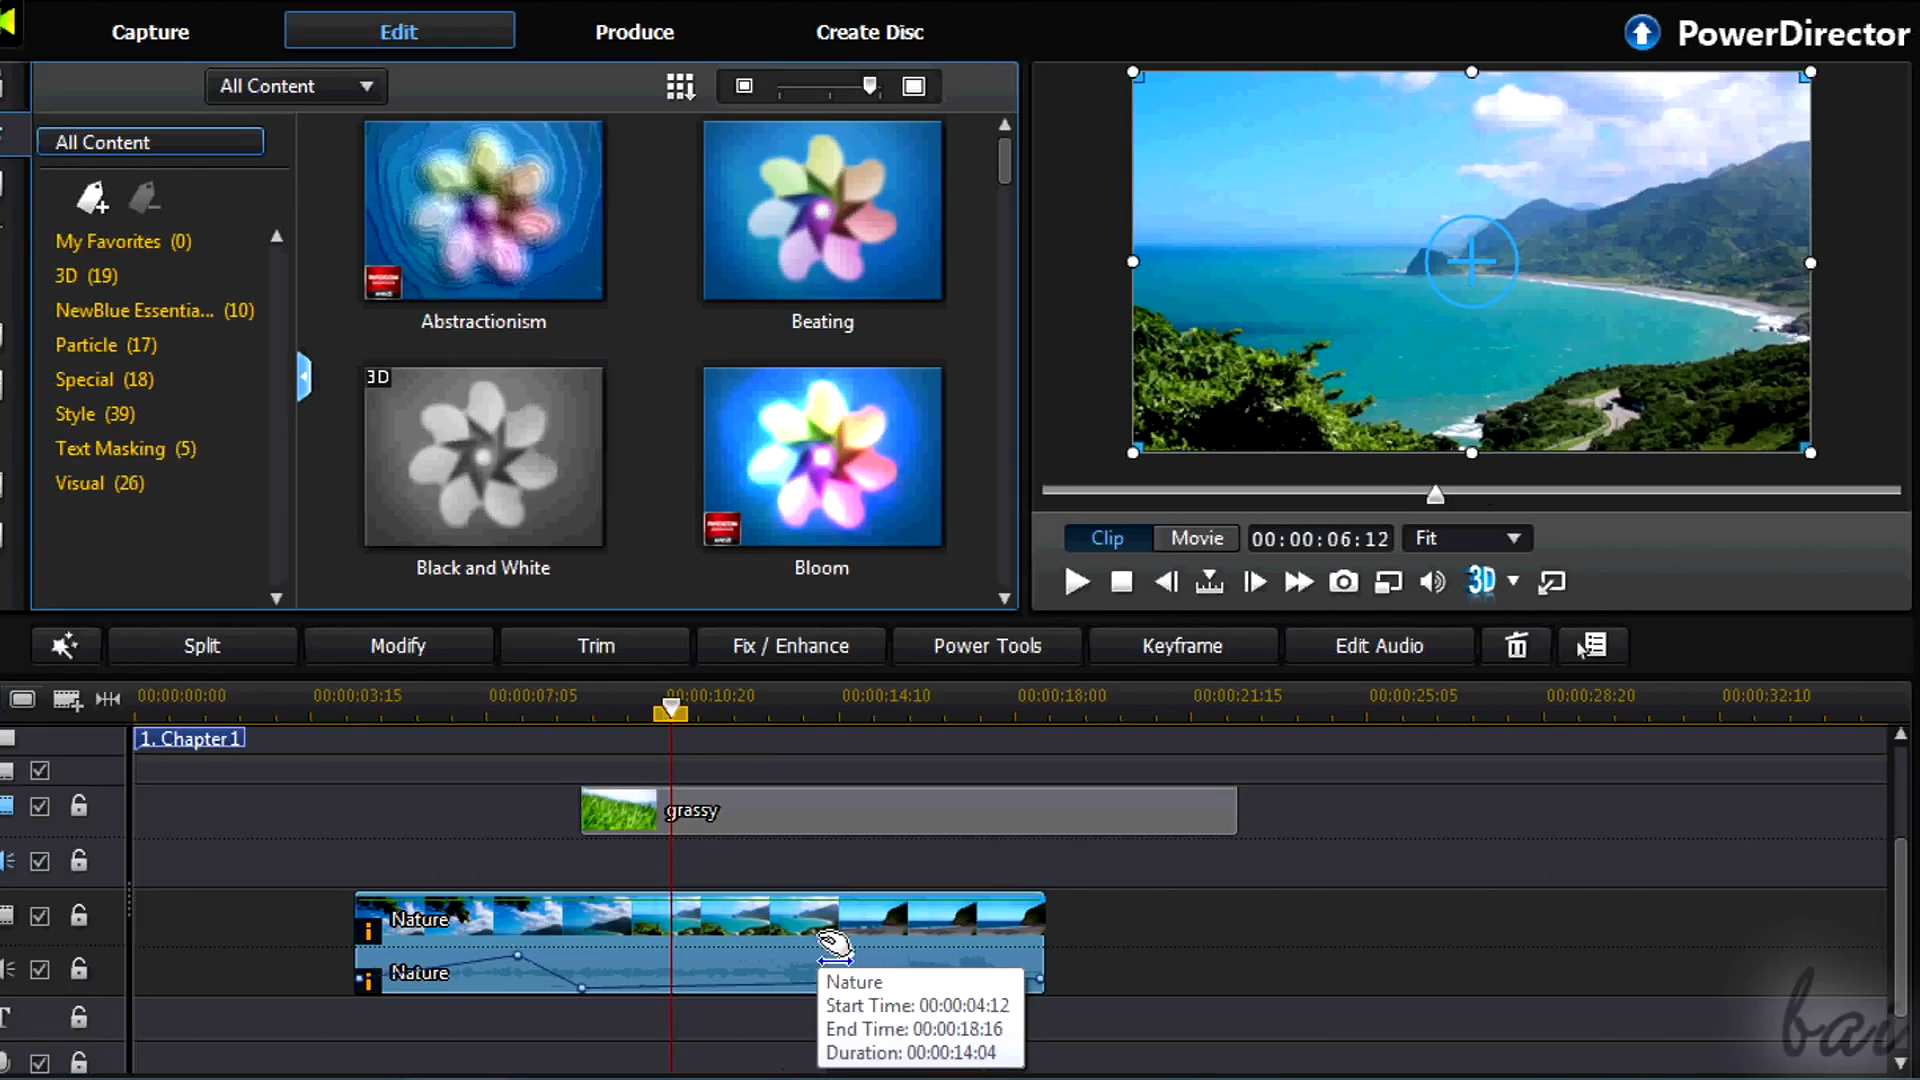 Capture
Edit
Produce
Create Disc
PowerDirector
All Content
All Content
My Favorites (0)
3D (19)
NewBlue Essentia... (10)
Particle (17)
Special (18)
Style (39)
Text Masking (5)
Visual (26)
Abstractionism
Beating
3D
Black and White
Bloom
Clip
Movie
00:00:06:12
Fit
3D
Split
Modify
Trim
Fix / Enhance
Power Tools
Keyframe
Edit Audio
00:00:00:00
00:00:03:15
00:00:07:05
00:00:10:20
00:00:14:10
00:00:18:00
00:00:21:15
00:00:25:05
00:00:28:20
00:00:32:10
1. Chapter 1
grassy
i
Nature
i
Nature
Nature
Start Time: 00:00:04:12
End Time: 00:00:18:16
Duration: 00:00:14:04
T
bai